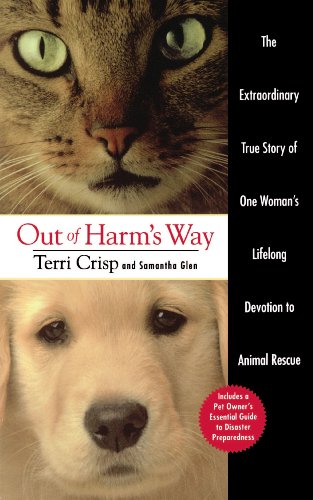 The
Extraordinary
True Story of
One Woman's
Lifelong
Devotion to
Animal Rescue
Out of Harm's Way
Terri Crisp and Samantha Glen
Includes a
Pet Owner's
Essential Guide
to Disaster
Preparedness